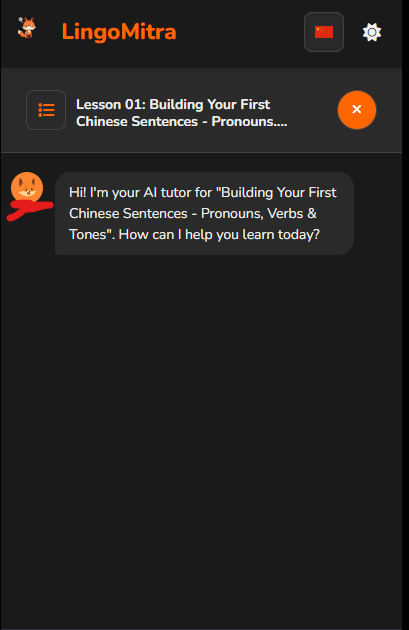 LingoMitra
Lesson 01: Building Your First
Chinese Sentences - Pronouns....
Hi! I'm your AI tutor for "Building Your First
Chinese Sentences - Pronouns, Verbs &
Tones". How can I help you learn today?